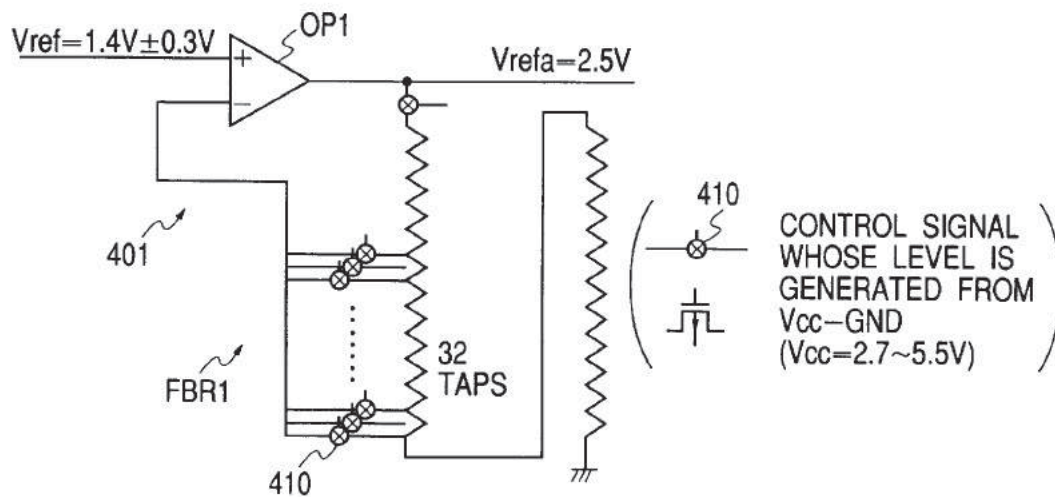 OP1
Vref=1.4V±0.3V
Vrefa=2.5V
+
−
410
CONTROL SIGNAL
WHOSE LEVEL IS
GENERATED FROM
Vcc−GND
(Vcc=2.7~5.5V)
401
32
TAPS
FBR1
410